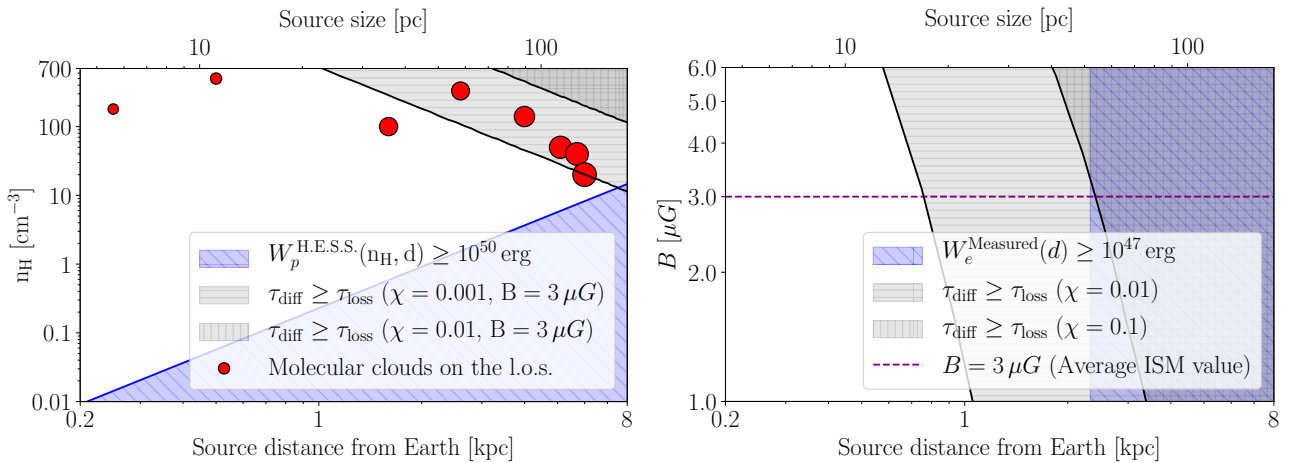 Source size [pc]
10
100
700
100
10
1
0.1
0.01
n_H [cm⁻³]
W_p^H.E.S.S.(n_H, d) ≥ 10⁵⁰ erg
τ_diff ≥ τ_loss (χ = 0.001, B = 3 μG)
τ_diff ≥ τ_loss (χ = 0.01, B = 3 μG)
Molecular clouds on the l.o.s.
0.2
1
8
Source distance from Earth [kpc]
Source size [pc]
10
100
6.0
5.0
4.0
3.0
2.0
1.0
B [μG]
W_e^Measured(d) ≥ 10⁴⁷ erg
τ_diff ≥ τ_loss (χ = 0.01)
τ_diff ≥ τ_loss (χ = 0.1)
B = 3 μG (Average ISM value)
0.2
1
8
Source distance from Earth [kpc]